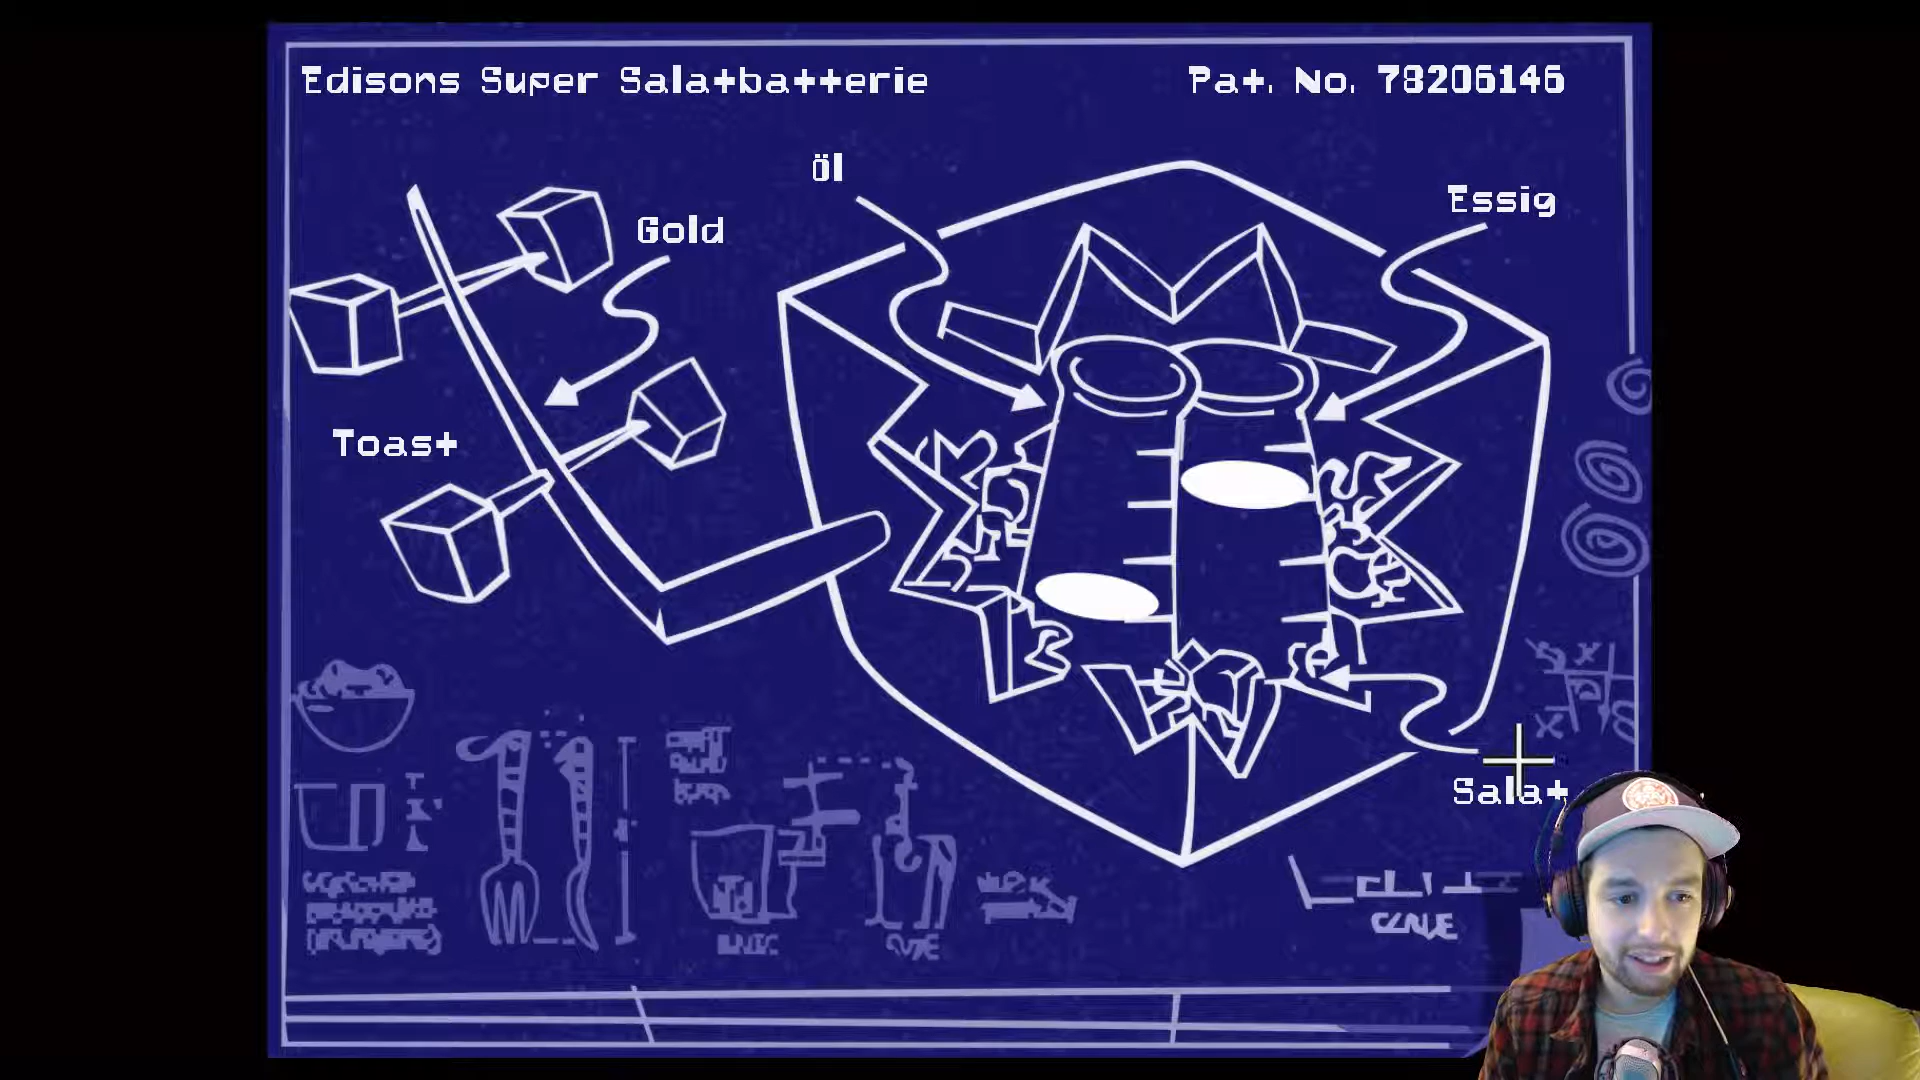 Edisons Super Salatbatterie
Pat. No. 78206146
öl
Essig
Gold
Toast
Salat